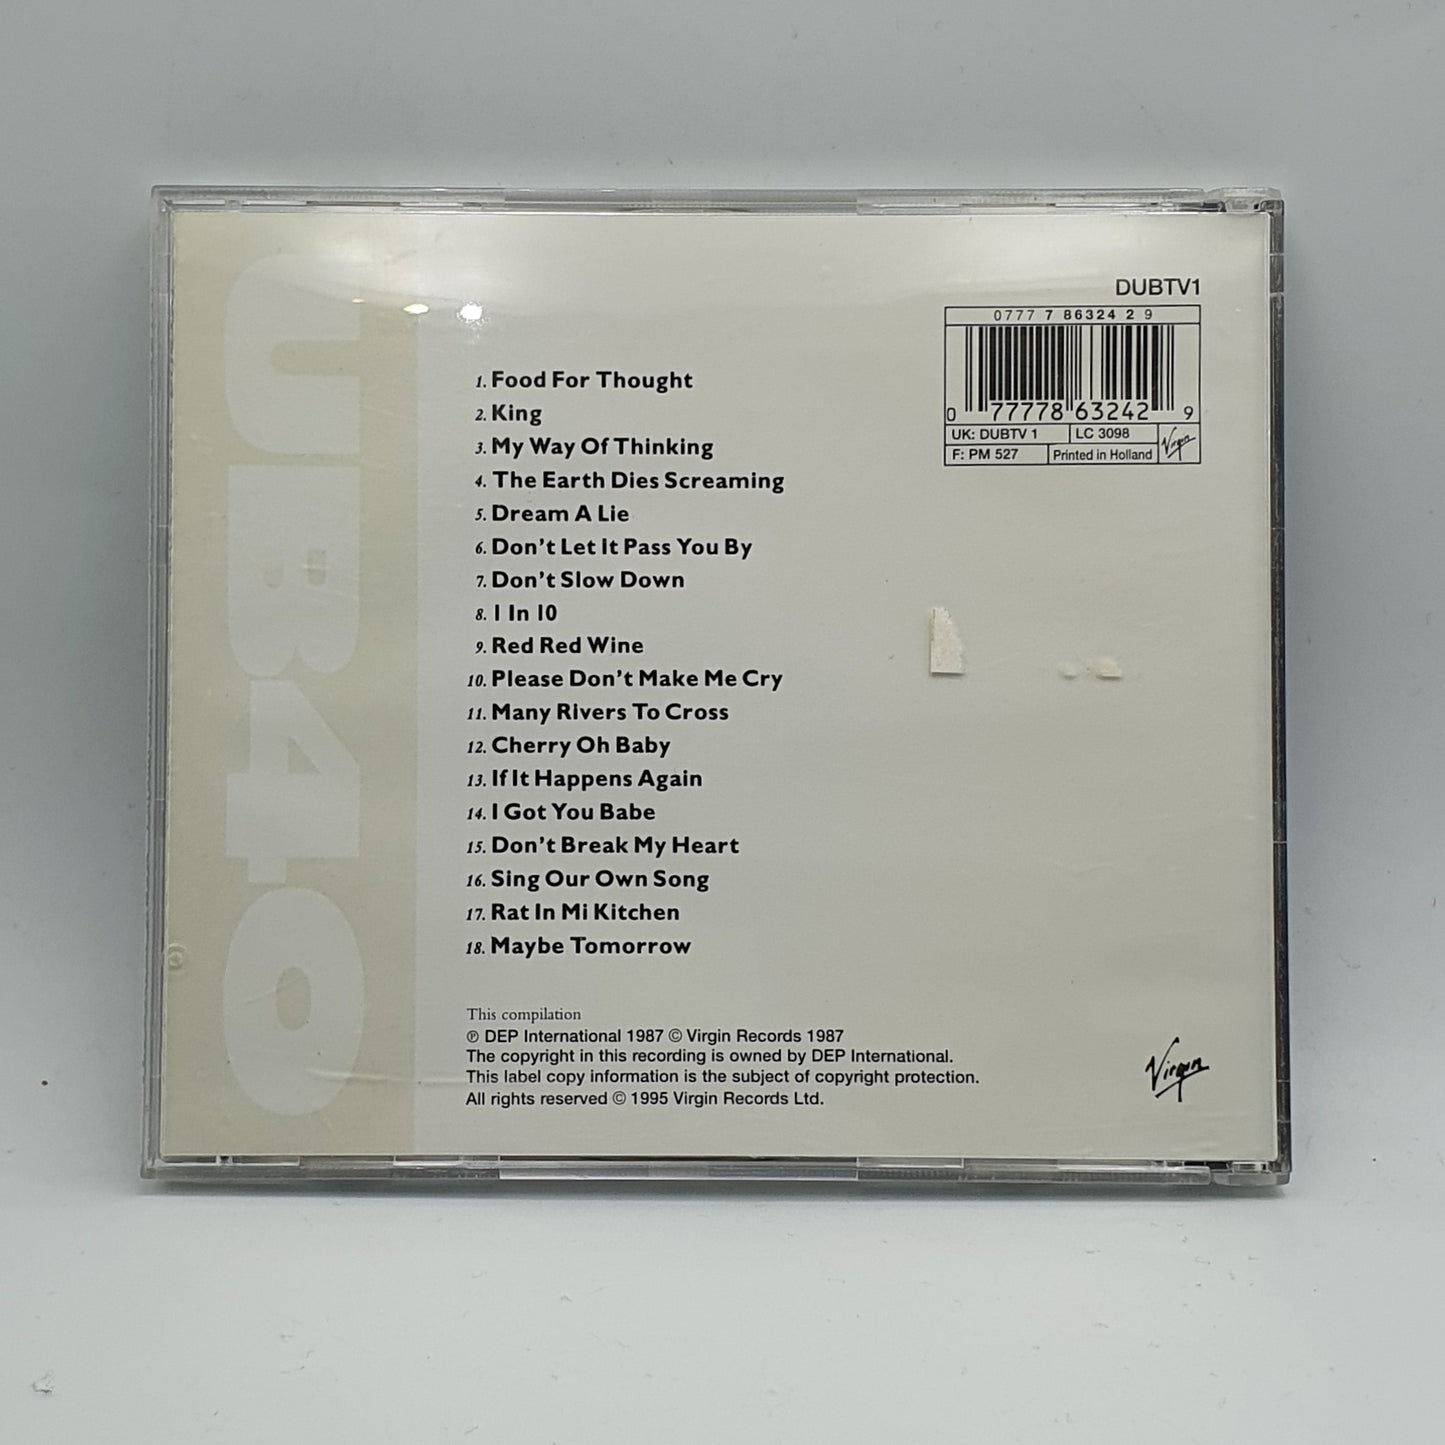 UB40
DUBTV1
0777 7 86324 2 9
0 77778 63242 9
UK: DUBTV 1 LC 3098 Virgin
F: PM 527 Printed in Holland
1. Food For Thought
2. King
3. My Way Of Thinking
4. The Earth Dies Screaming
5. Dream A Lie
6. Don't Let It Pass You By
7. Don't Slow Down
8. 1 In 10
9. Red Red Wine
10. Please Don't Make Me Cry
11. Many Rivers To Cross
12. Cherry Oh Baby
13. If It Happens Again
14. I Got You Babe
15. Don't Break My Heart
16. Sing Our Own Song
17. Rat In Mi Kitchen
18. Maybe Tomorrow
This compilation
℗ DEP International 1987 © Virgin Records 1987
The copyright in this recording is owned by DEP International.
This label copy information is the subject of copyright protection.
All rights reserved © 1995 Virgin Records Ltd.
Virgin